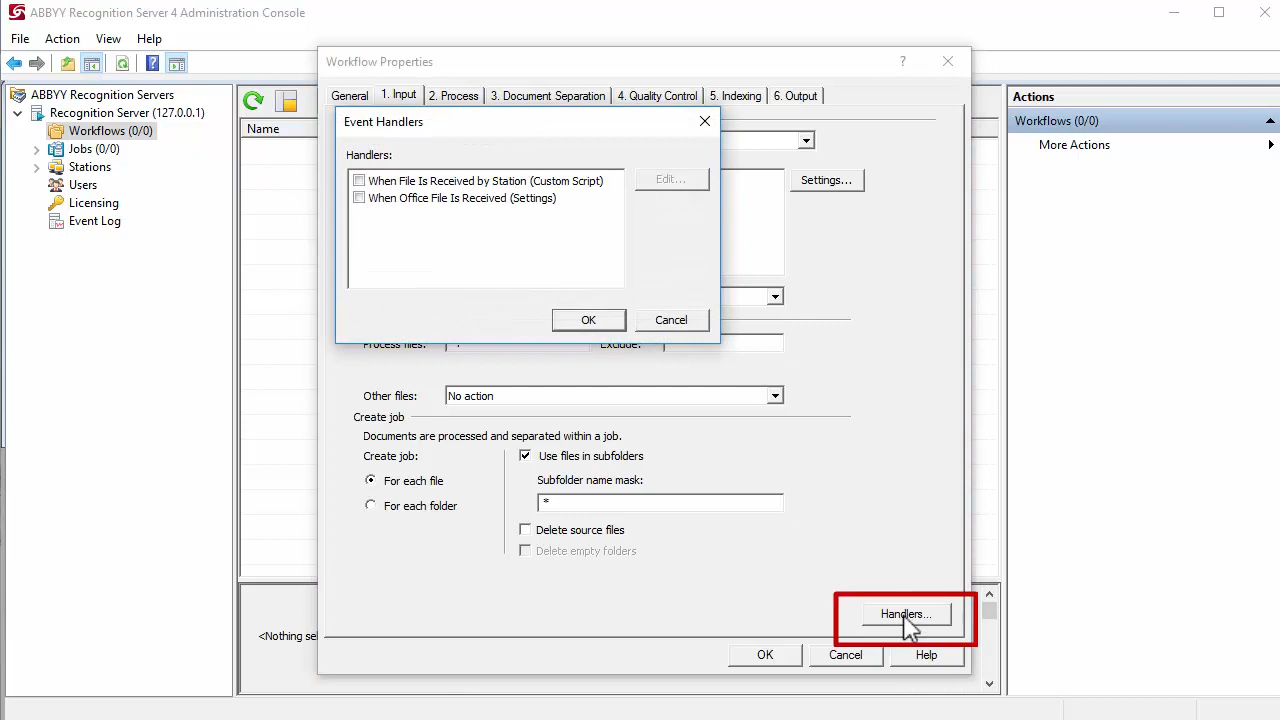 ABBYY Recognition Server 4 Administration Console
File Action View Help
ABBYY Recognition Servers
Recognition Server (127.0.0.1)
Workflows (0/0)
Jobs (0/0)
Stations
Users
Licensing
Event Log
Name
<Nothing sel
Workflow Properties
?
General 1. Input 2. Process 3. Document Separation 4. Quality Control 5. Indexing 6. Output
Settings...
Event Handlers
Handlers:
When File Is Received by Station (Custom Script)
When Office File Is Received (Settings)
Edit...
OK Cancel
Process files: Exclude:
Other files: No action
Create job
Documents are processed and separated within a job.
Create job:
For each file
For each folder
Use files in subfolders
Subfolder name mask:
*
Delete source files
Delete empty folders
Handlers...
OK Cancel Help
Actions
Workflows (0/0)
More Actions